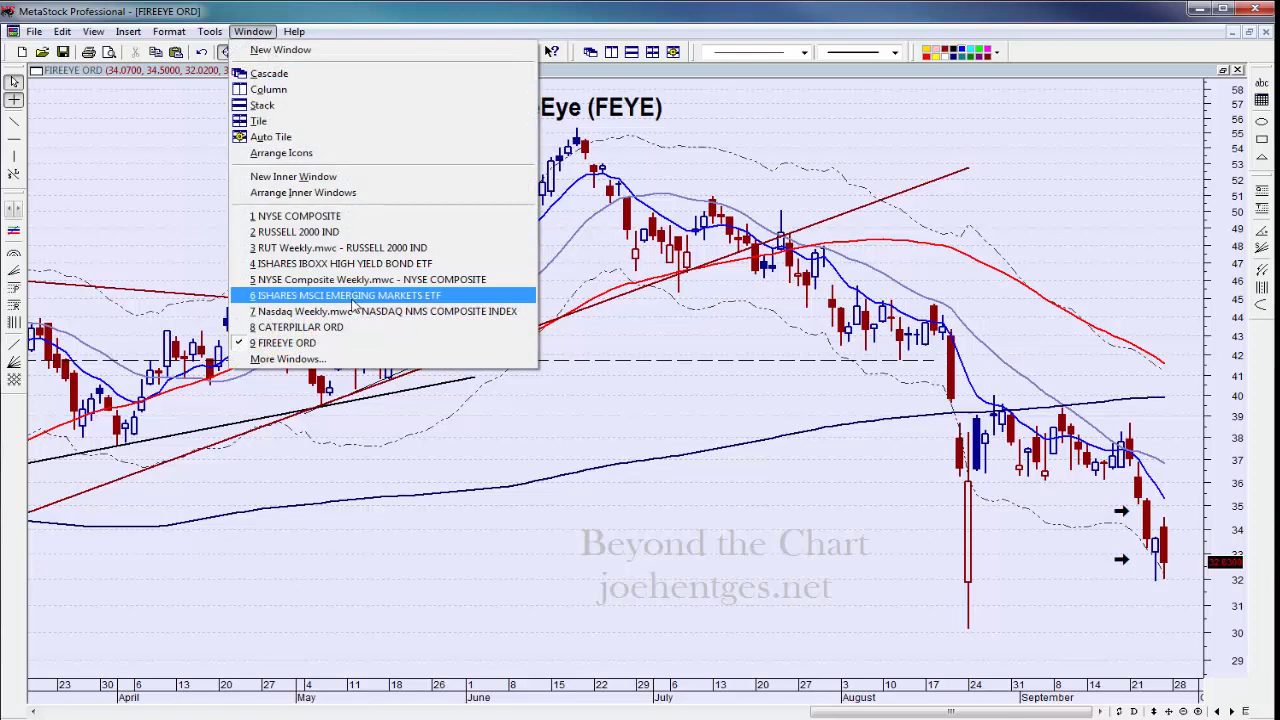 MetaStock Professional - [FIREEYE ORD]
File Edit View Insert Format Tools Window Help
FIREEYE ORD (34.0700, 34.5000, 32.0200,
New Window
Cascade
Column
Stack
Tile
Auto Tile
Arrange Icons
New Inner Window
Arrange Inner Windows
1 NYSE COMPOSITE
2 RUSSELL 2000 IND
3 RUT Weekly.mwc - RUSSELL 2000 IND
4 ISHARES IBOXX HIGH YIELD BOND ETF
5 NYSE Composite Weekly.mwc - NYSE COMPOSITE
6 ISHARES MSCI EMERGING MARKETS ETF
7 Nasdaq Weekly.mwc - NASDAQ NMS COMPOSITE INDEX
8 CATERPILLAR ORD
9 FIREEYE ORD
More Windows...
Eye (FEYE)
abc
58
57
56
55
54
53
52
51
50
49
48
47
46
45
44
43
42
41
40
39
38
37
36
35
34
33
32.8300
32
31
30
29
Beyond the Chart
joehentges.net
23 30 6 13 20 27 4 11 18 26 1 8 15 22 29 6 13 20 27 3 10 17 24 31 8 14 21 28
April May June July August September
D E